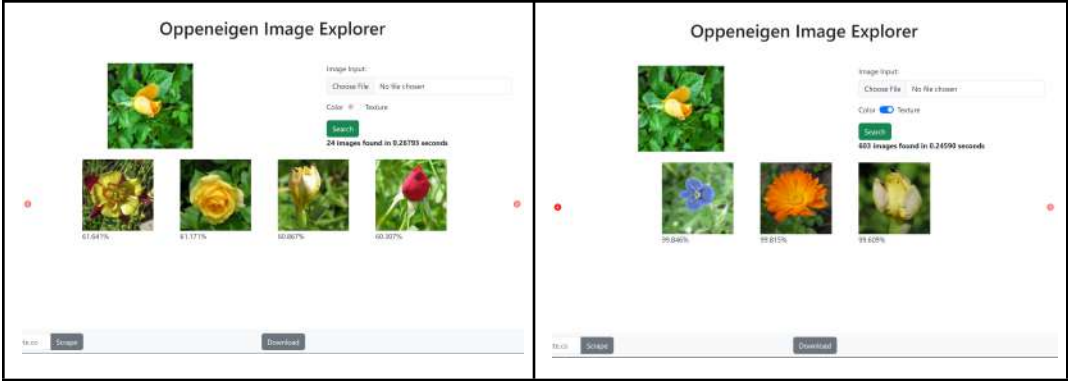 Oppeneigen Image Explorer
Image Input:
Choose File No file chosen
Color Texture
Search
24 images found in 0.28793 seconds
61.641% 61.171% 60.867% 60.307%
Scrape Download
Oppeneigen Image Explorer
Image Input:
Choose File No file chosen
Color Texture
Search
603 images found in 0.24590 seconds
99.846% 99.815% 99.609%
Scrape Download